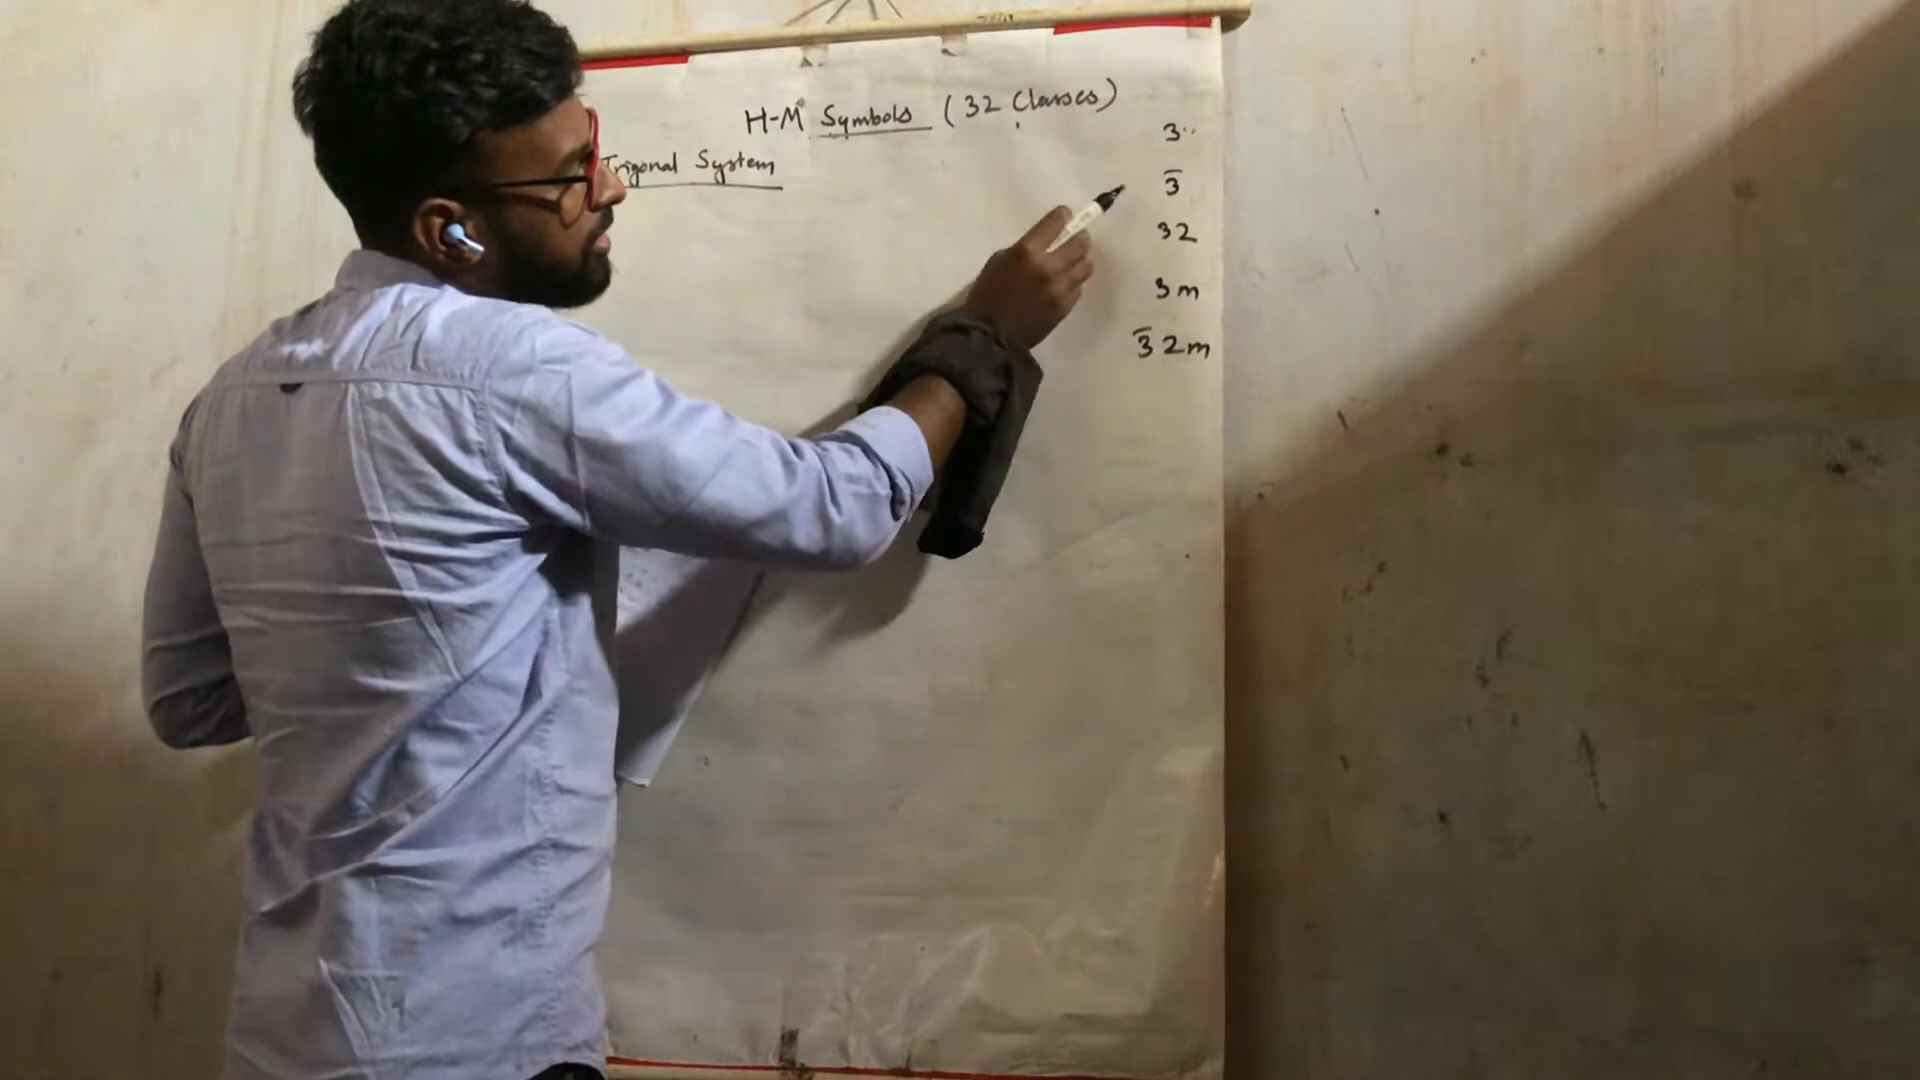 H-M Symbols (32 Classes)
Trigonal System
3
3̅
32
3m
3̅2m